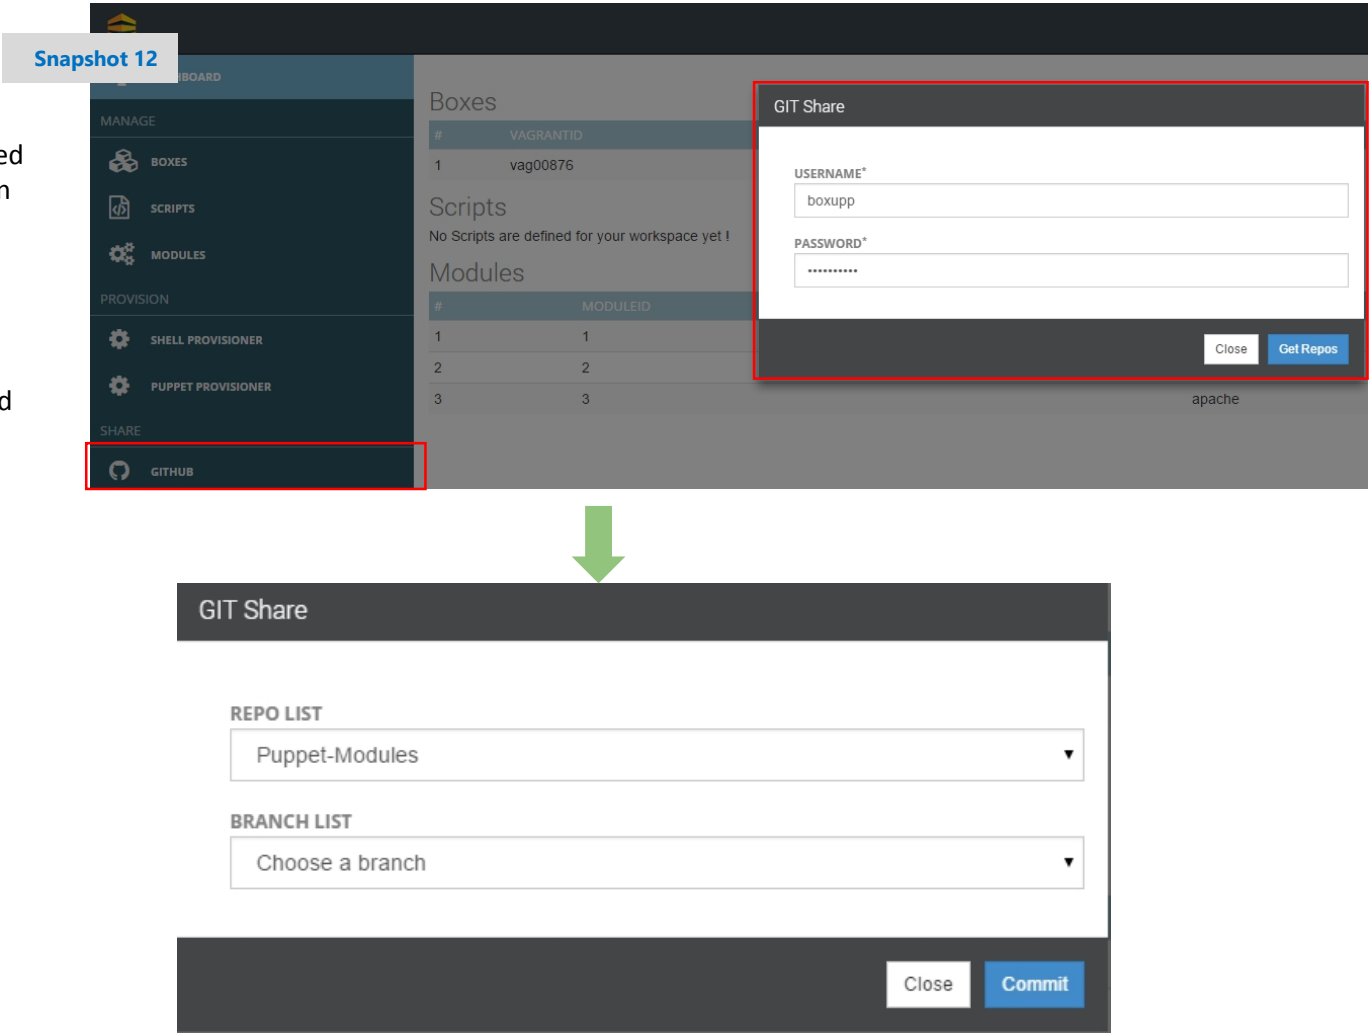 Snapshot 12
BOARD
MANAGE
BOXES
SCRIPTS
MODULES
PROVISION
SHELL PROVISIONER
PUPPET PROVISIONER
SHARE
GITHUB
Boxes
# VAGRANTID
1 vag00876
Scripts
No Scripts are defined for your workspace yet !
Modules
# MODULEID
1 1
2 2
3 3 apache
GIT Share
USERNAME*
boxupp
PASSWORD*
••••••••••
Close Get Repos
ed
n
d
GIT Share
REPO LIST
Puppet-Modules
BRANCH LIST
Choose a branch
Close Commit